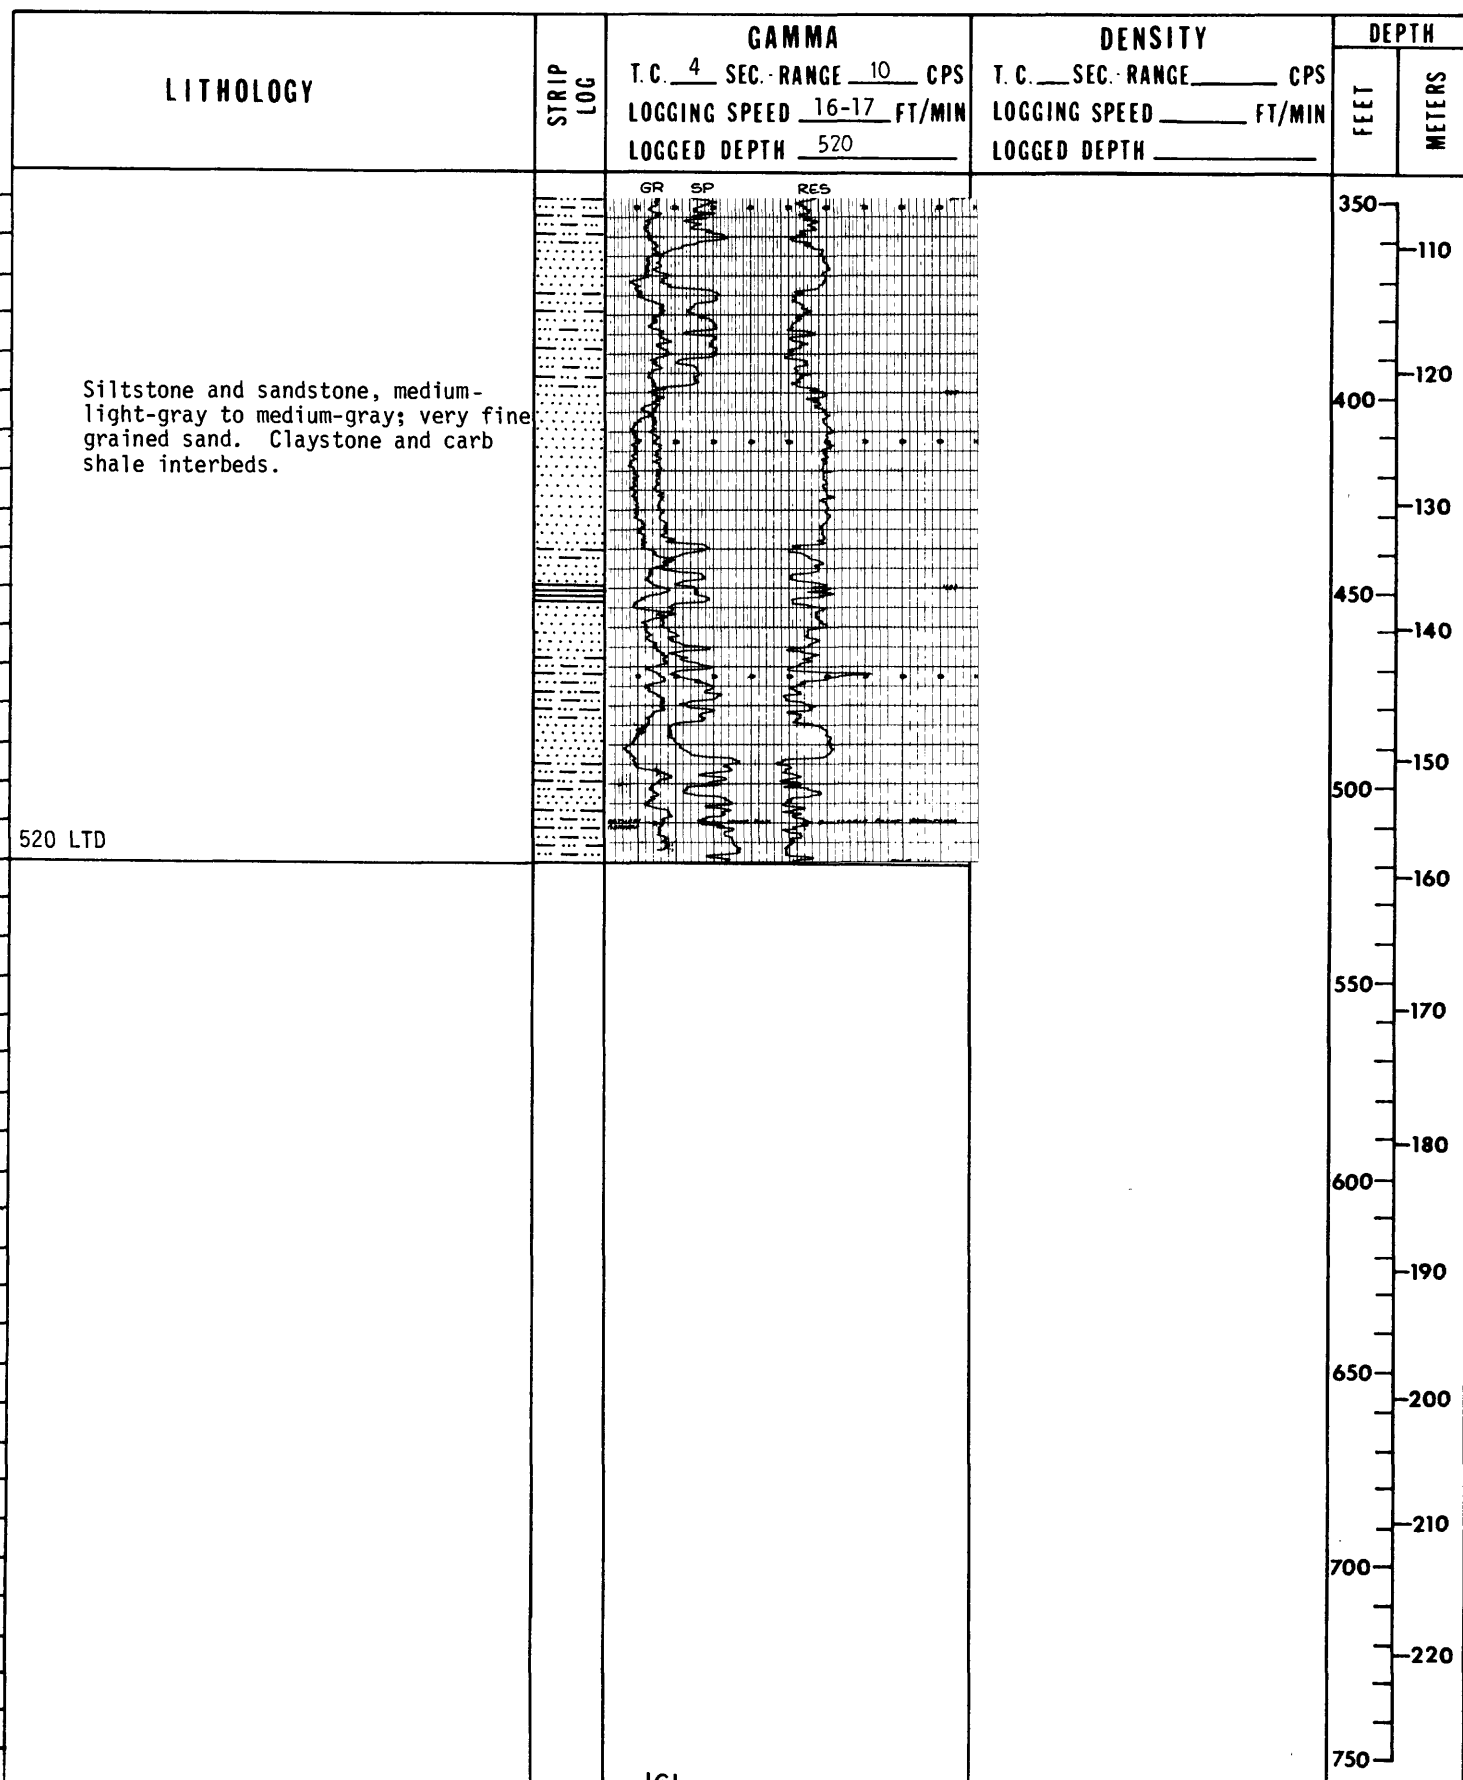 LITHOLOGY
STRIP LOG
GAMMA
T.C. 4 SEC. RANGE 10 CPS
LOGGING SPEED 16-17 FT/MIN
LOGGED DEPTH 520
DENSITY
T.C. SEC. RANGE CPS
LOGGING SPEED FT/MIN
LOGGED DEPTH
DEPTH
FEET
METERS
GR SP RES
350
110
120
Siltstone and sandstone, medium-
light-gray to medium-gray; very fine
grained sand. Claystone and carb
shale interbeds.
400
130
450
140
150
500
520 LTD
160
550
170
180
600
190
650
200
210
700
220
750